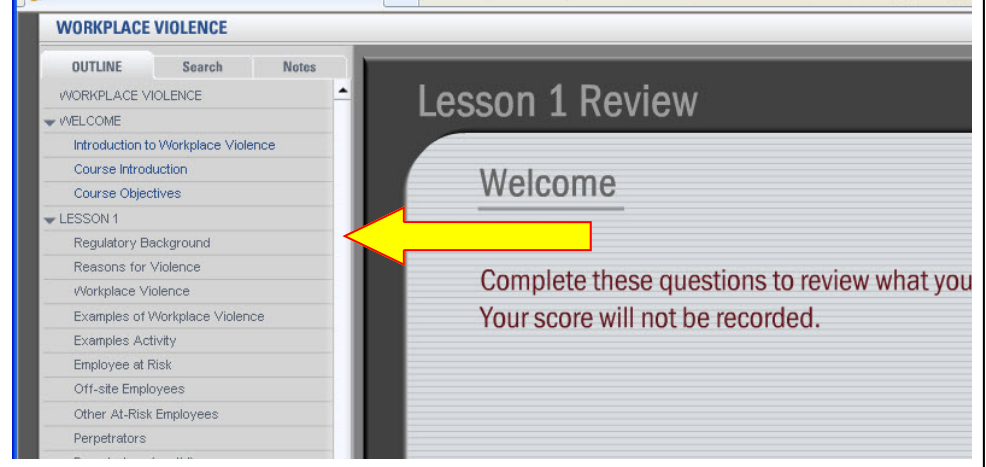 WORKPLACE VIOLENCE
OUTLINE Search Notes
WORKPLACE VIOLENCE
WELCOME
Introduction to Workplace Violence
Course Introduction
Course Objectives
LESSON 1
Regulatory Background
Reasons for Violence
Workplace Violence
Examples of Workplace Violence
Examples Activity
Employee at Risk
Off-site Employees
Other At-Risk Employees
Perpetrators
Lesson 1 Review
Welcome
Complete these questions to review what you
Your score will not be recorded.